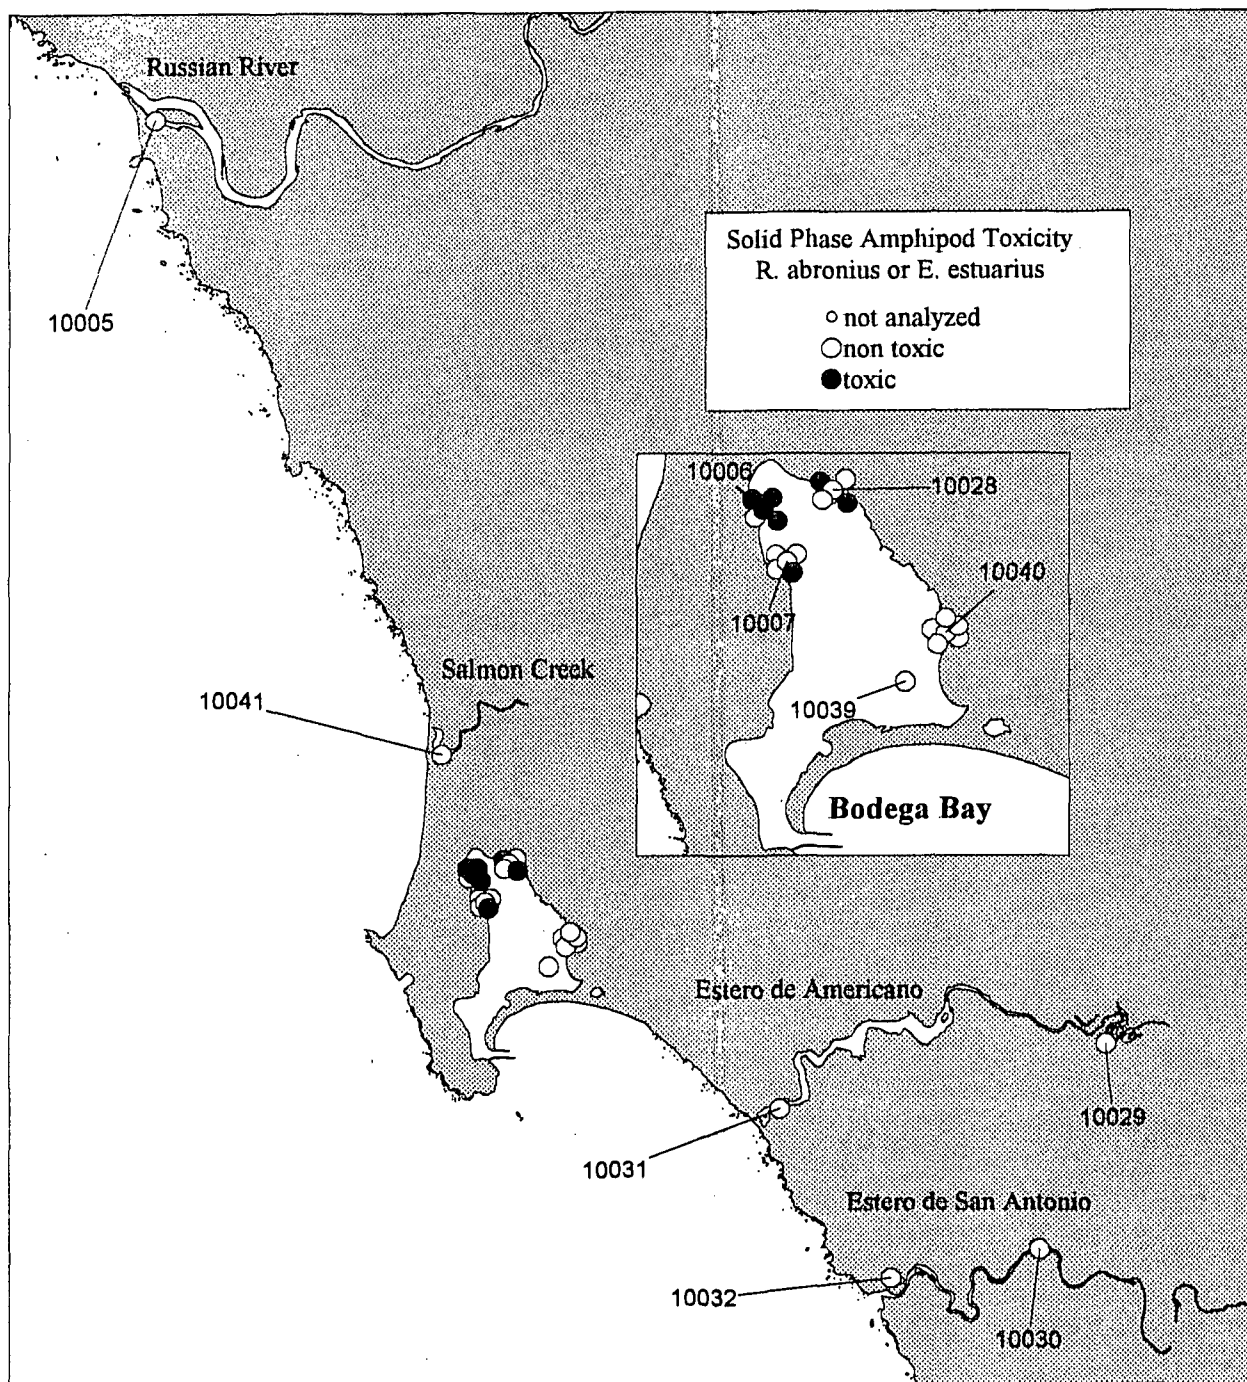 Russian River
10005
Solid Phase Amphipod Toxicity
R. abronius or E. estuarius
not analyzed
non toxic
toxic
10006
10028
10040
10007
10039
Bodega Bay
Salmon Creek
10041
Estero de Americano
10029
10031
Estero de San Antonio
10032
10030